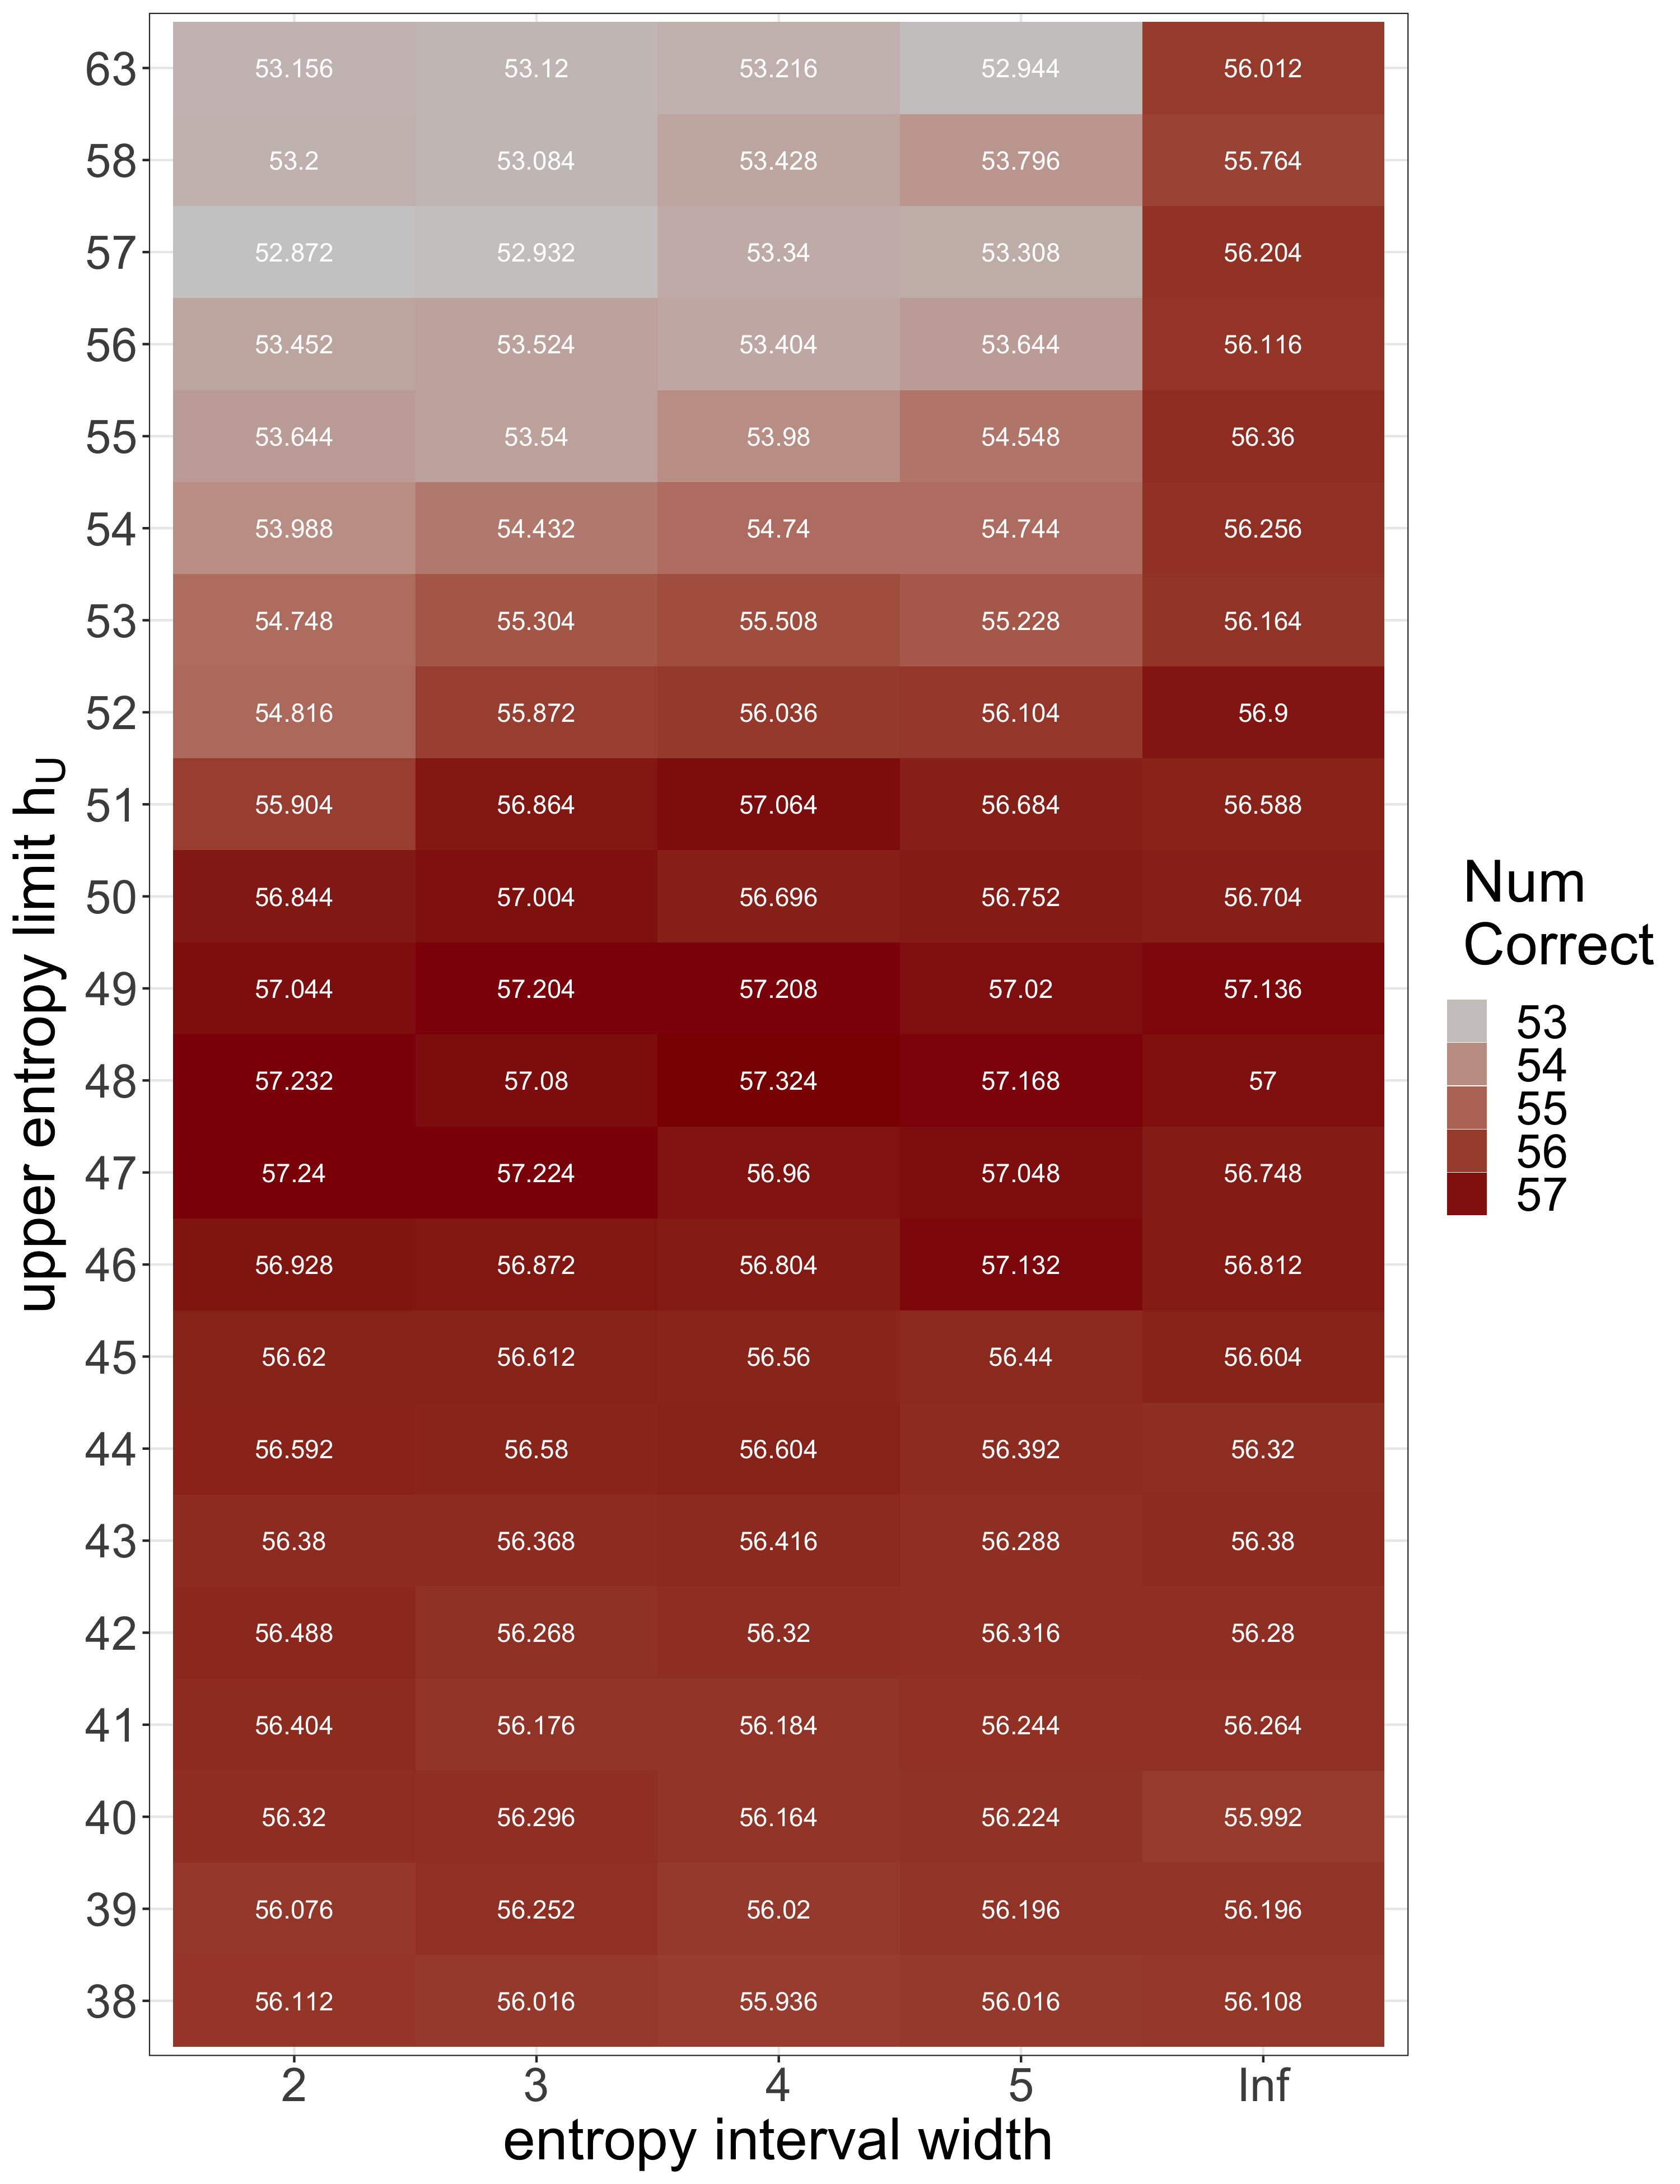 63 53.156 53.12 53.216 52.944 56.012
58 53.2 53.084 53.428 53.796 55.764
57 52.872 52.932 53.34 53.308 56.204
56 53.452 53.524 53.404 53.644 56.116
55 53.644 53.54 53.98 54.548 56.36
54 53.988 54.432 54.74 54.744 56.256
53 54.748 55.304 55.508 55.228 56.164
52 54.816 55.872 56.036 56.104 56.9
51 55.904 56.864 57.064 56.684 56.588
50 56.844 57.004 56.696 56.752 56.704
49 57.044 57.204 57.208 57.02 57.136
48 57.232 57.08 57.324 57.168 57
47 57.24 57.224 56.96 57.048 56.748
46 56.928 56.872 56.804 57.132 56.812
45 56.62 56.612 56.56 56.44 56.604
44 56.592 56.58 56.604 56.392 56.32
43 56.38 56.368 56.416 56.288 56.38
42 56.488 56.268 56.32 56.316 56.28
41 56.404 56.176 56.184 56.244 56.264
40 56.32 56.296 56.164 56.224 55.992
39 56.076 56.252 56.02 56.196 56.196
38 56.112 56.016 55.936 56.016 56.108
2 3 4 5 Inf
entropy interval width
upper entropy limit hU
Num
Correct
53
54
55
56
57